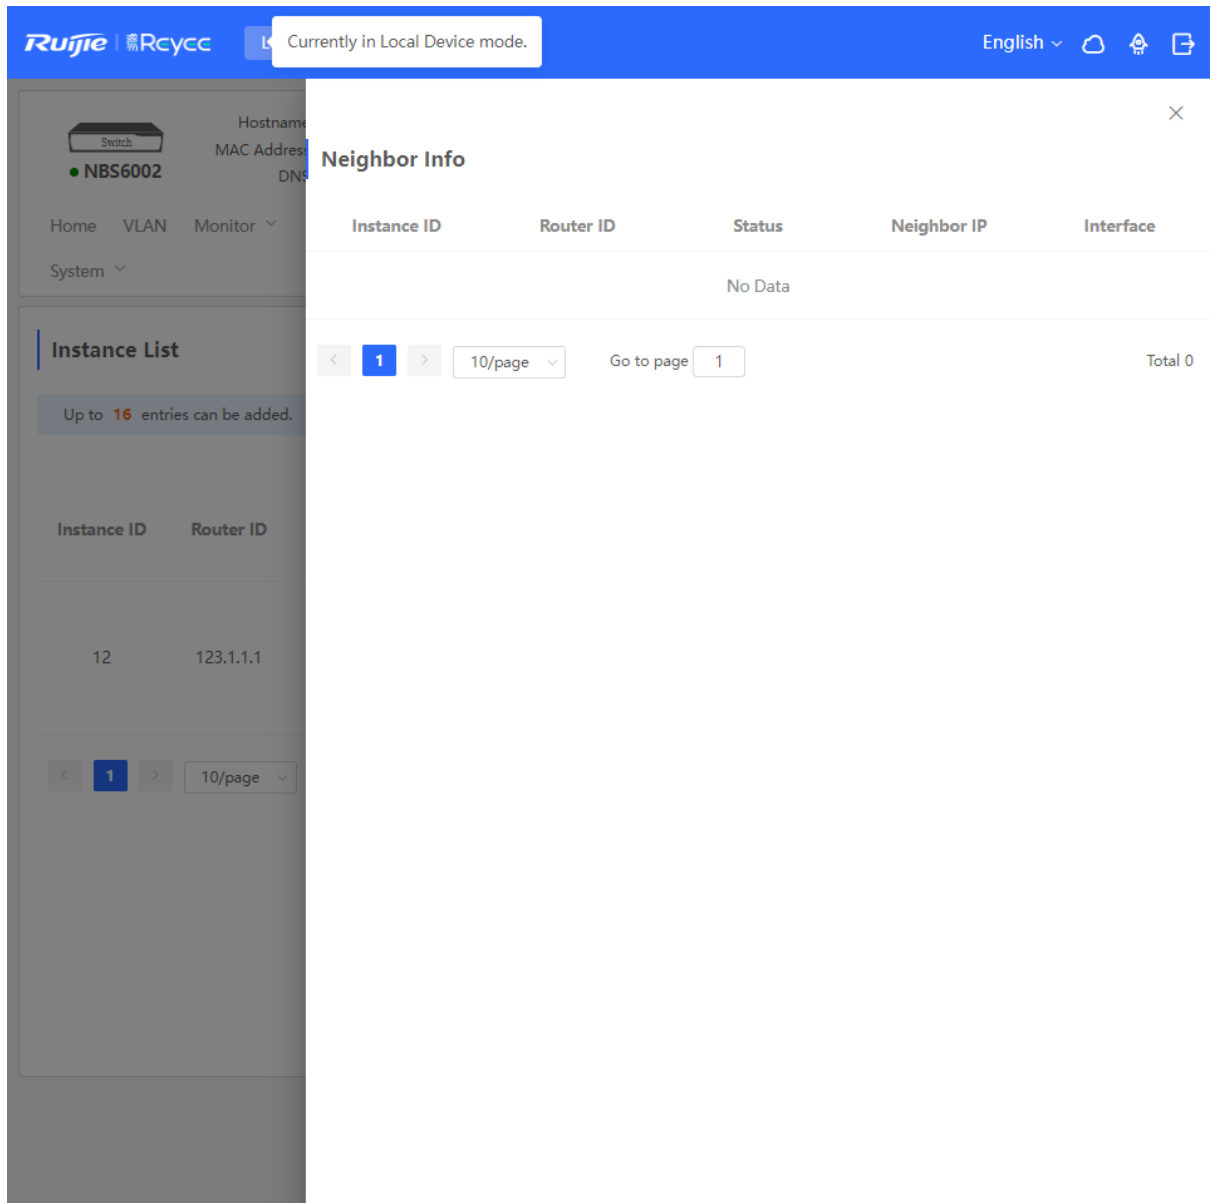 Ruijie Reyee
Currently in Local Device mode.
English
Switch
NBS6002
Hostname
MAC Address
DNS
Home VLAN Monitor
System
Neighbor Info
Instance ID Router ID Status Neighbor IP Interface
No Data
1 10/page Go to page 1 Total 0
Instance List
Up to 16 entries can be added.
Instance ID Router ID
12 123.1.1.1
1 10/page